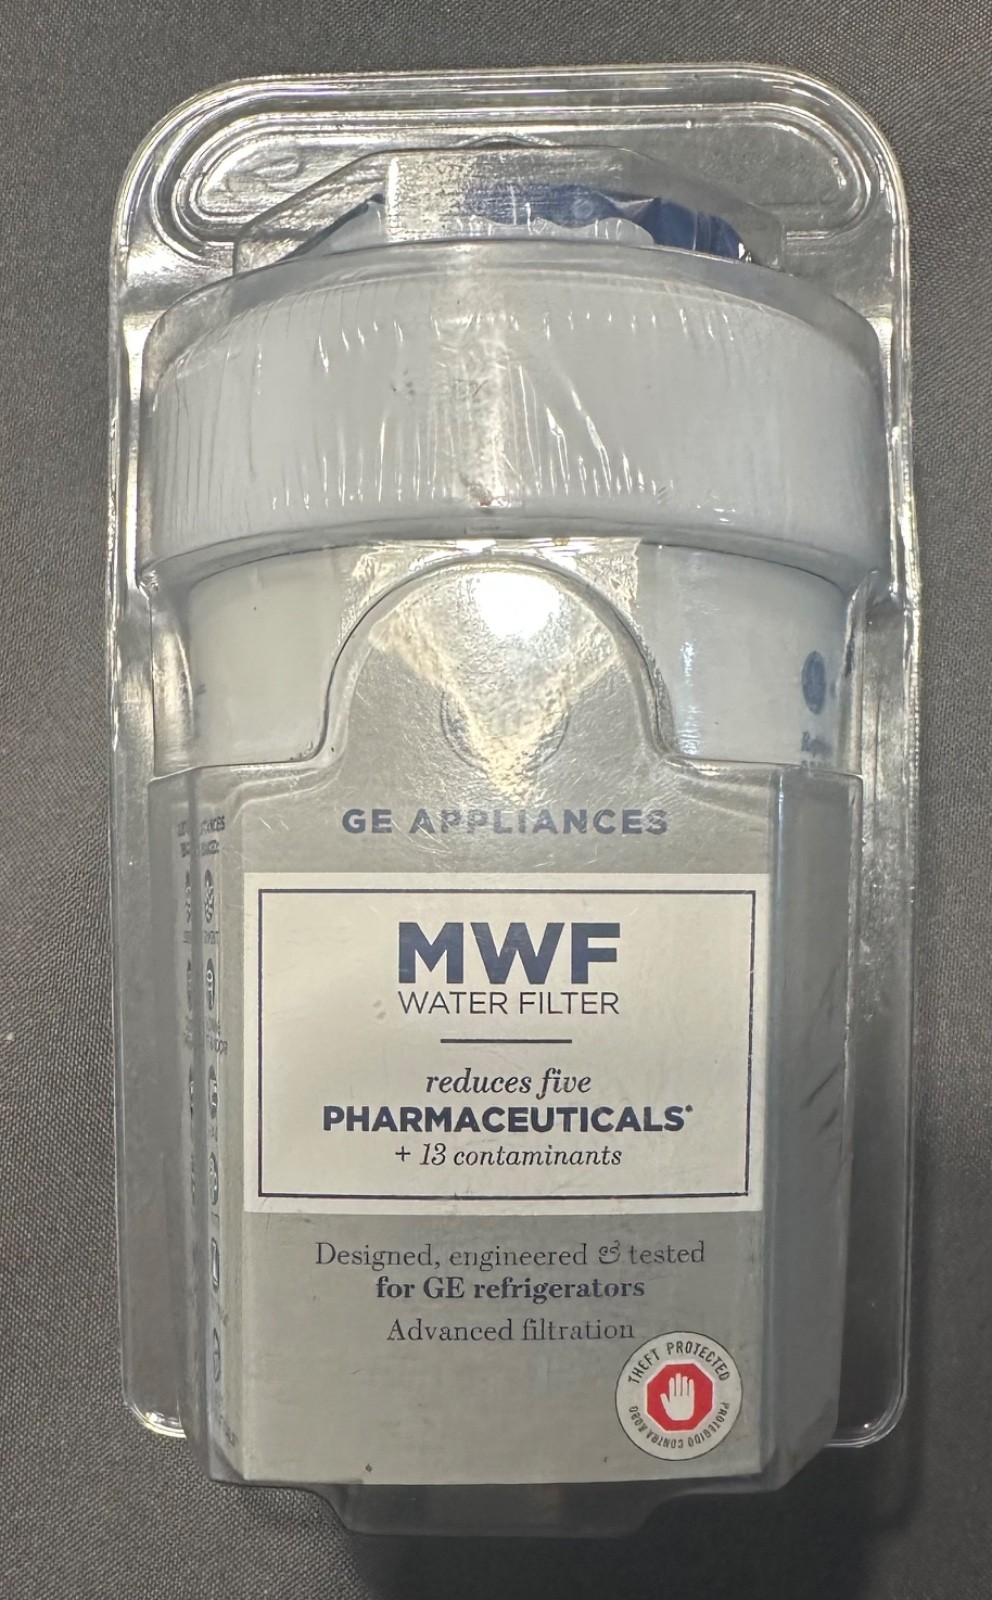 GE APPLIANCES
MWF
WATER FILTER
reduces five
PHARMACEUTICALS*
+ 13 contaminants
Designed, engineered & tested
for GE refrigerators
Advanced filtration
THEFT PROTECTED
PROTEGIDO CONTRA ROBO